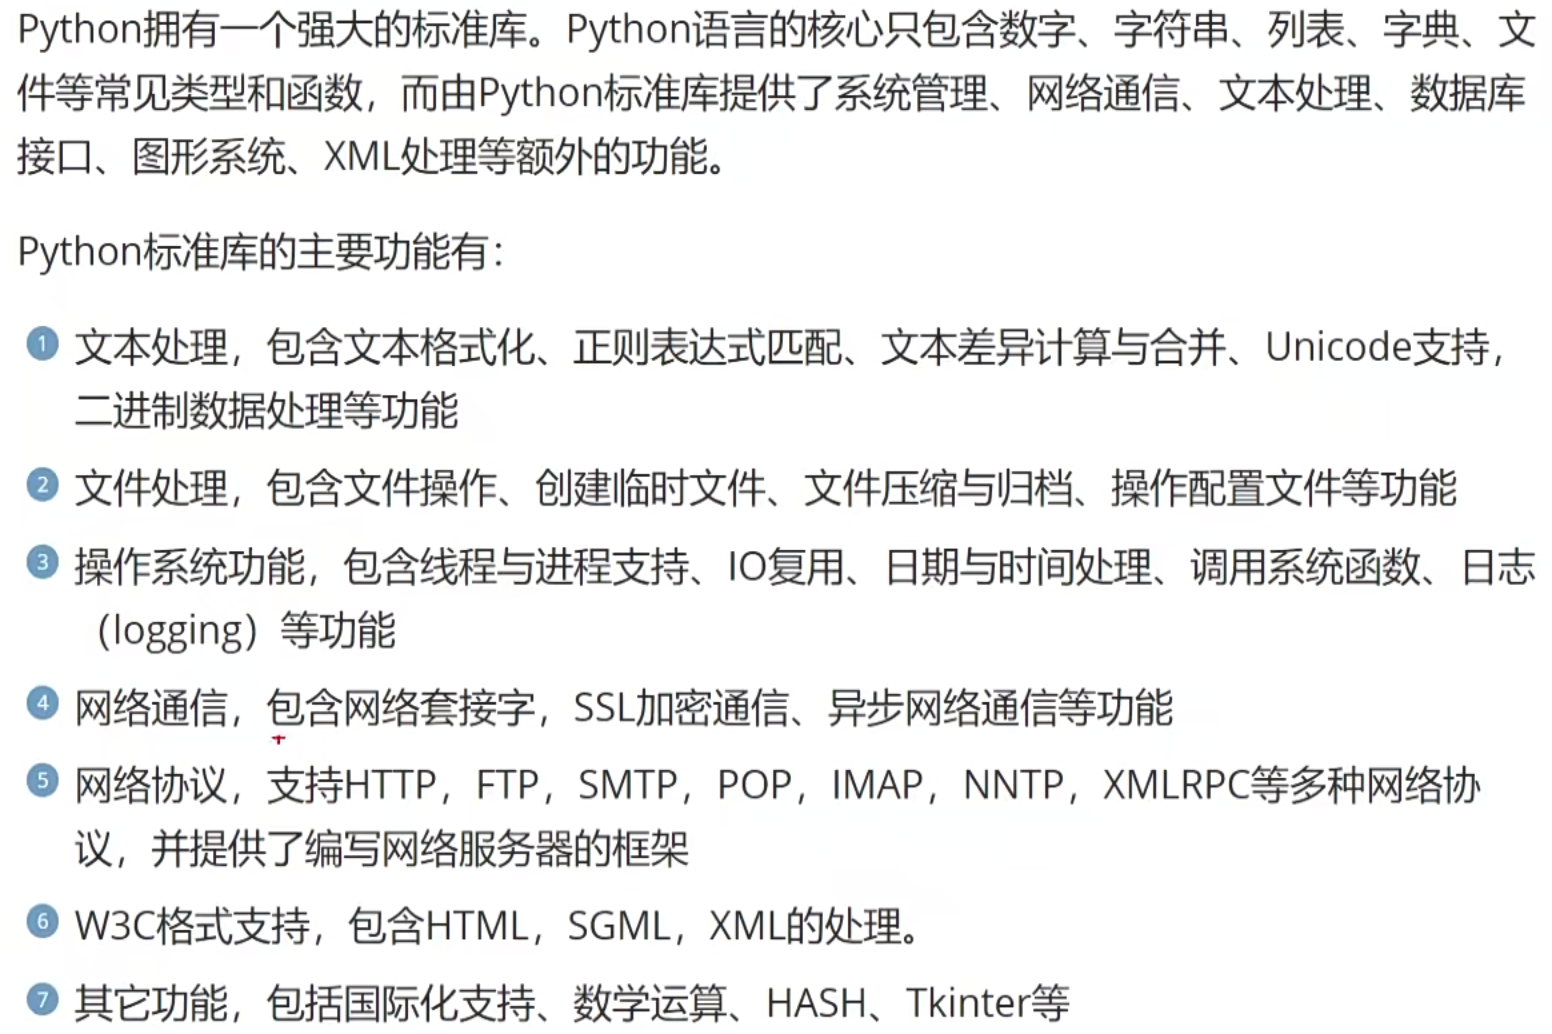 Python拥有一个强大的标准库。Python语言的核心只包含数字、字符串、列表、字典、文
件等常见类型和函数，而由Python标准库提供了系统管理、网络通信、文本处理、数据库
接口、图形系统、XML处理等额外的功能。
Python标准库的主要功能有：
1 文本处理，包含文本格式化、正则表达式匹配、文本差异计算与合并、Unicode支持，
二进制数据处理等功能
2 文件处理，包含文件操作、创建临时文件、文件压缩与归档、操作配置文件等功能
3 操作系统功能，包含线程与进程支持、IO复用、日期与时间处理、调用系统函数、日志
（logging）等功能
4 网络通信，包含网络套接字，SSL加密通信、异步网络通信等功能
5 网络协议，支持HTTP，FTP，SMTP，POP，IMAP，NNTP，XMLRPC等多种网络协
议，并提供了编写网络服务器的框架
6 W3C格式支持，包含HTML，SGML，XML的处理。
7 其它功能，包括国际化支持、数学运算、HASH、Tkinter等